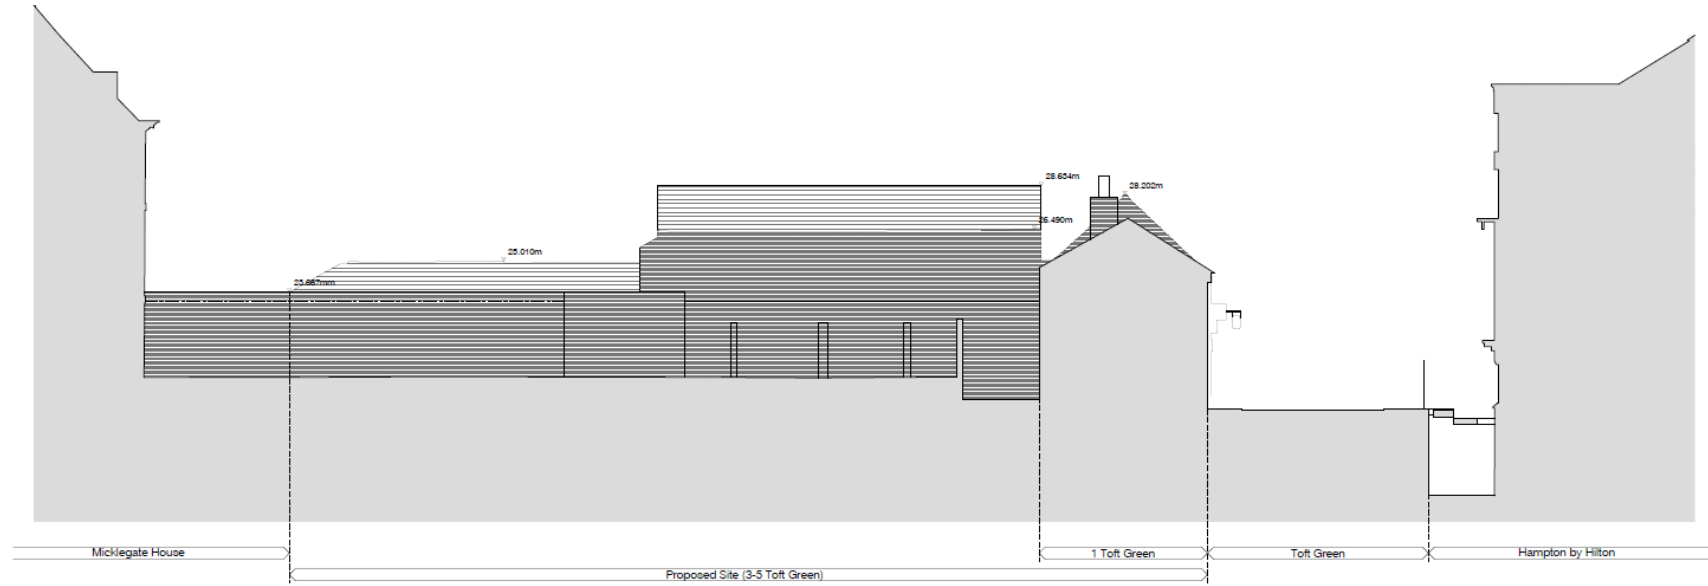 28.634m
28.202m
26.490m
25.010m
23.667mm
Micklegate House
1 Toft Green
Toft Green
Hampton by Hilton
Proposed Site (3-5 Toft Green)